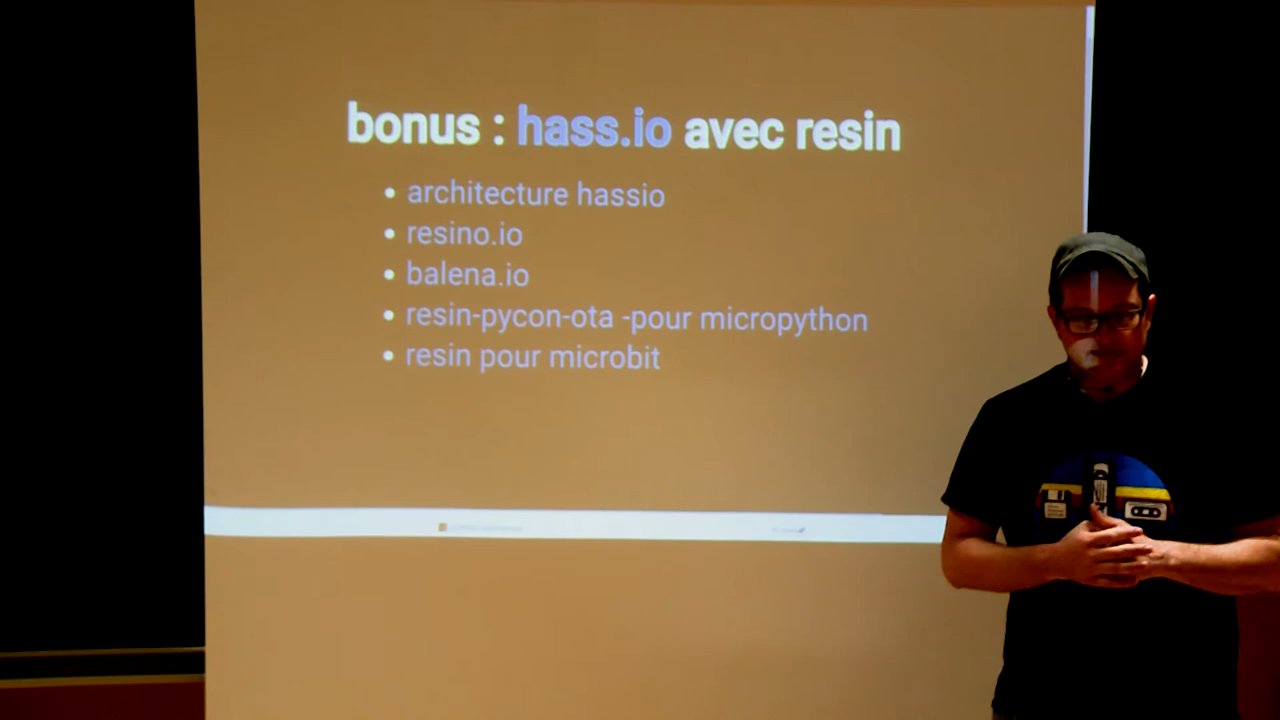 bonus : hass.io avec resin
architecture hassio
resino.io
balena.io
resin-pycon-ota -pour micropython
resin pour microbit